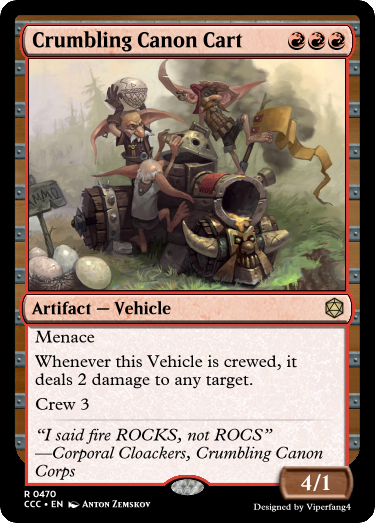 Crumbling Canon Cart
AMMO
Artifact — Vehicle
Menace
Whenever this Vehicle is crewed, it
deals 2 damage to any target.
Crew 3
“I said fire ROCKS, not ROCS”
—Corporal Cloackers, Crumbling Canon
Corps
4/1
R 0470
CCC • EN Anton Zemskov
Designed by Viperfang4